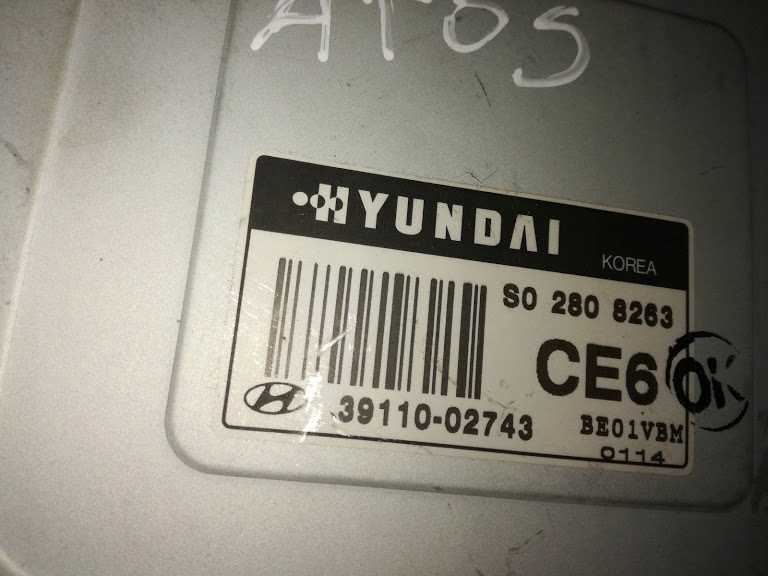 ATOS
HYUNDAI
KOREA
S0 280 8263
CE6
OK
39110-02743
BE01VBM
0114